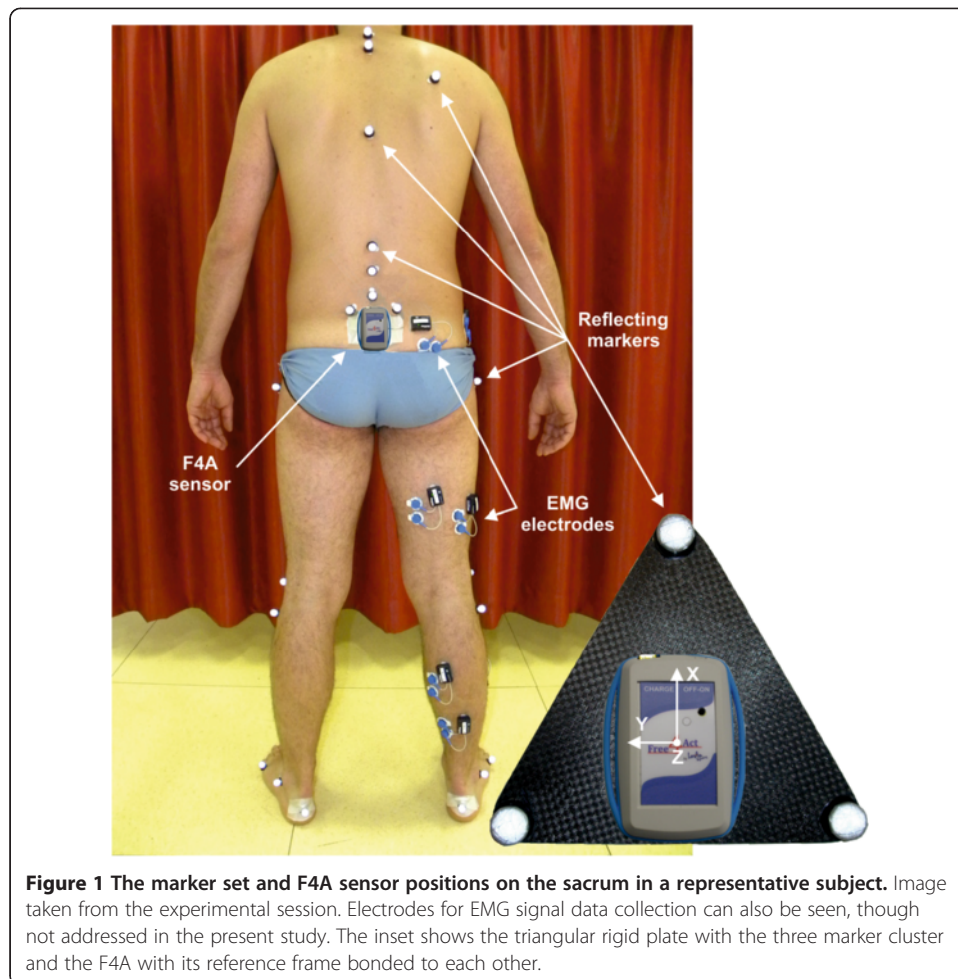 Reflecting
markers
F4A
sensor
EMG
electrodes
CHARGE OFF-ON
X
Y
Z
Free Act
Figure 1 The marker set and F4A sensor positions on the sacrum in a representative subject. Image
taken from the experimental session. Electrodes for EMG signal data collection can also be seen, though
not addressed in the present study. The inset shows the triangular rigid plate with the three marker cluster
and the F4A with its reference frame bonded to each other.